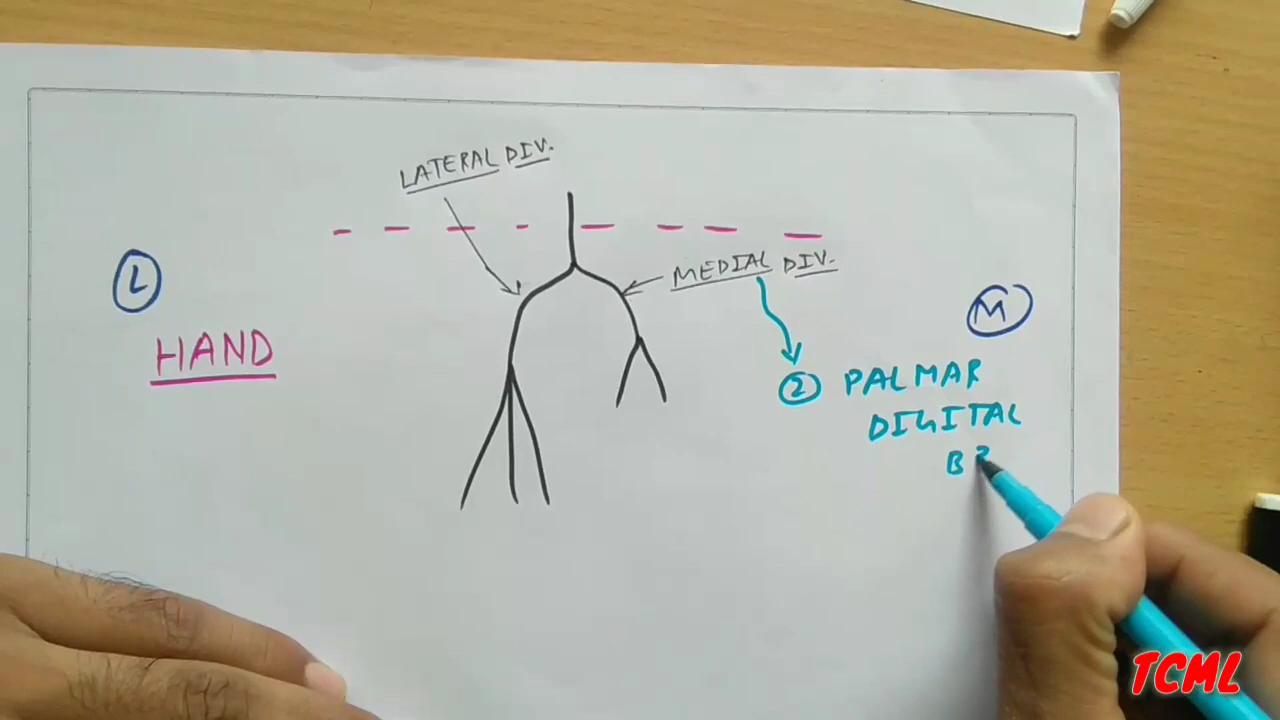 LATERAL DIV.
MEDIAL DIV.
L
M
HAND
2 PALMAR
DIGITAL
B
TCML